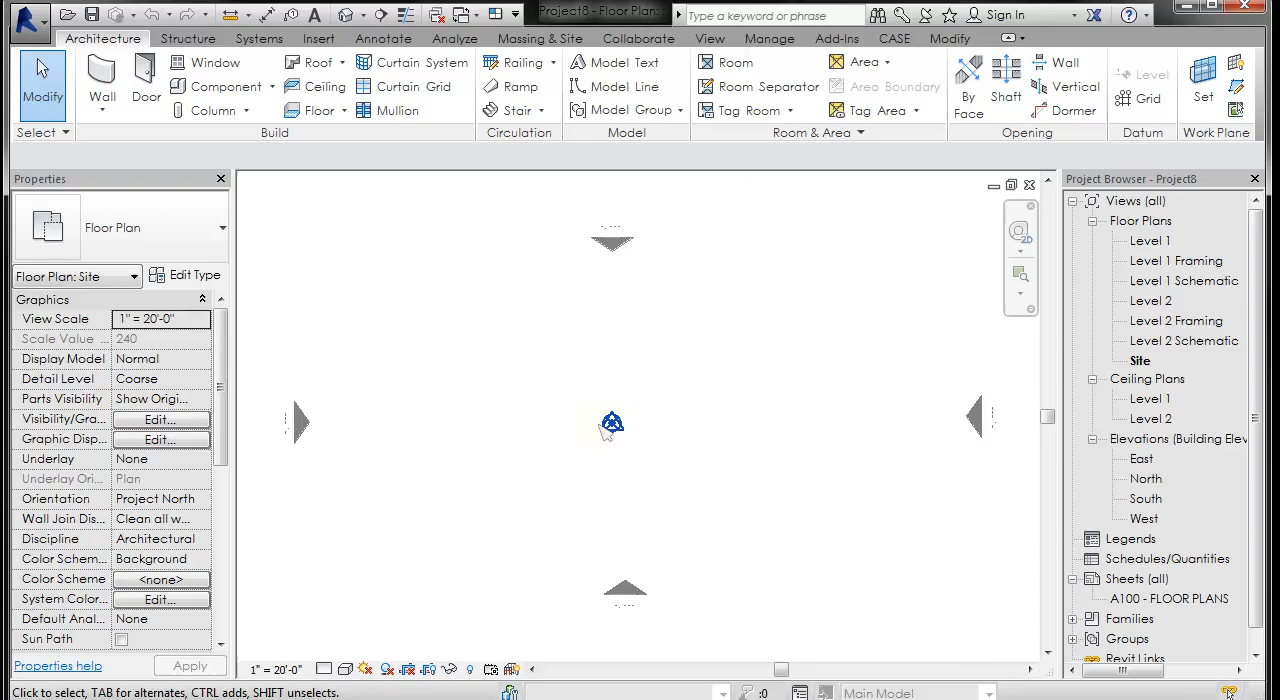 Project8 - Floor Plan:
Type a keyword or phrase
Sign In
Architecture Structure Systems Insert Annotate Analyze Massing & Site Collaborate View Manage Add-Ins CASE Modify
Modify
Wall
Door
Window
Component
Column
Roof
Ceiling
Floor
Curtain System
Curtain Grid
Mullion
Railing
Ramp
Stair
Model Text
Model Line
Model Group
Room
Room Separator
Tag Room
Area
Area Boundary
Tag Area
By Face
Shaft
Wall
Vertical
Dormer
Level
Grid
Set
Select Build Circulation Model Room & Area Opening Datum Work Plane
Properties
Floor Plan
Floor Plan: Site Edit Type
Graphics
View Scale 1" = 20'-0"
Scale Value ... 240
Display Model Normal
Detail Level Coarse
Parts Visibility Show Origi...
Visibility/Gra... Edit...
Graphic Disp... Edit...
Underlay None
Underlay Ori... Plan
Orientation Project North
Wall Join Dis... Clean all w...
Discipline Architectural
Color Schem... Background
Color Scheme <none>
System Color... Edit...
Default Anal... None
Sun Path
Properties help Apply
2D
1" = 20'-0"
Project Browser - Project8
Views (all)
Floor Plans
Level 1
Level 1 Framing
Level 1 Schematic
Level 2
Level 2 Framing
Level 2 Schematic
Site
Ceiling Plans
Level 1
Level 2
Elevations (Building Elev
East
North
South
West
Legends
Schedules/Quantities
Sheets (all)
A100 - FLOOR PLANS
Families
Groups
Revit Links
Click to select, TAB for alternates, CTRL adds, SHIFT unselects.
:0
Main Model